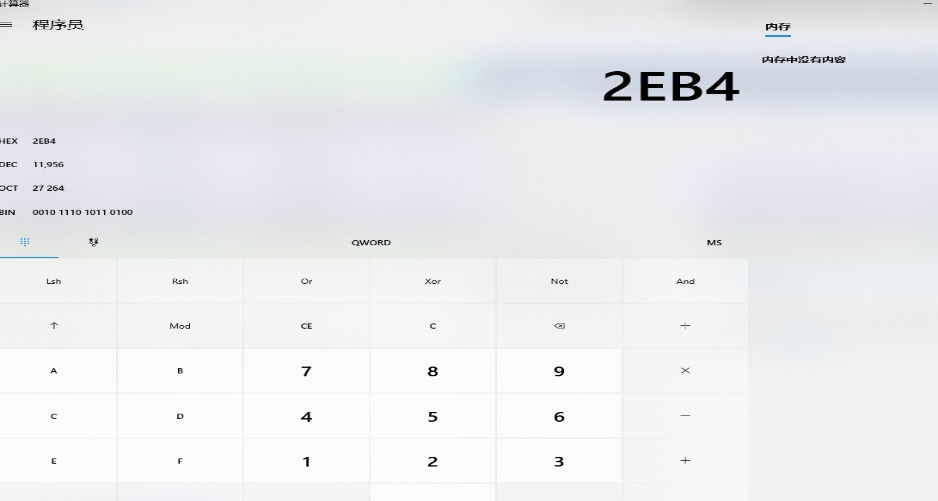 计算器
程序员
内存
内存中没有内容
2EB4
HEX 2EB4
DEC 11,956
OCT 27 264
BIN 0010 1110 1011 0100
QWORD MS
Lsh Rsh Or Xor Not And
↑ Mod CE C ⌫ ÷
A B 7 8 9 ×
C D 4 5 6 −
E F 1 2 3 +